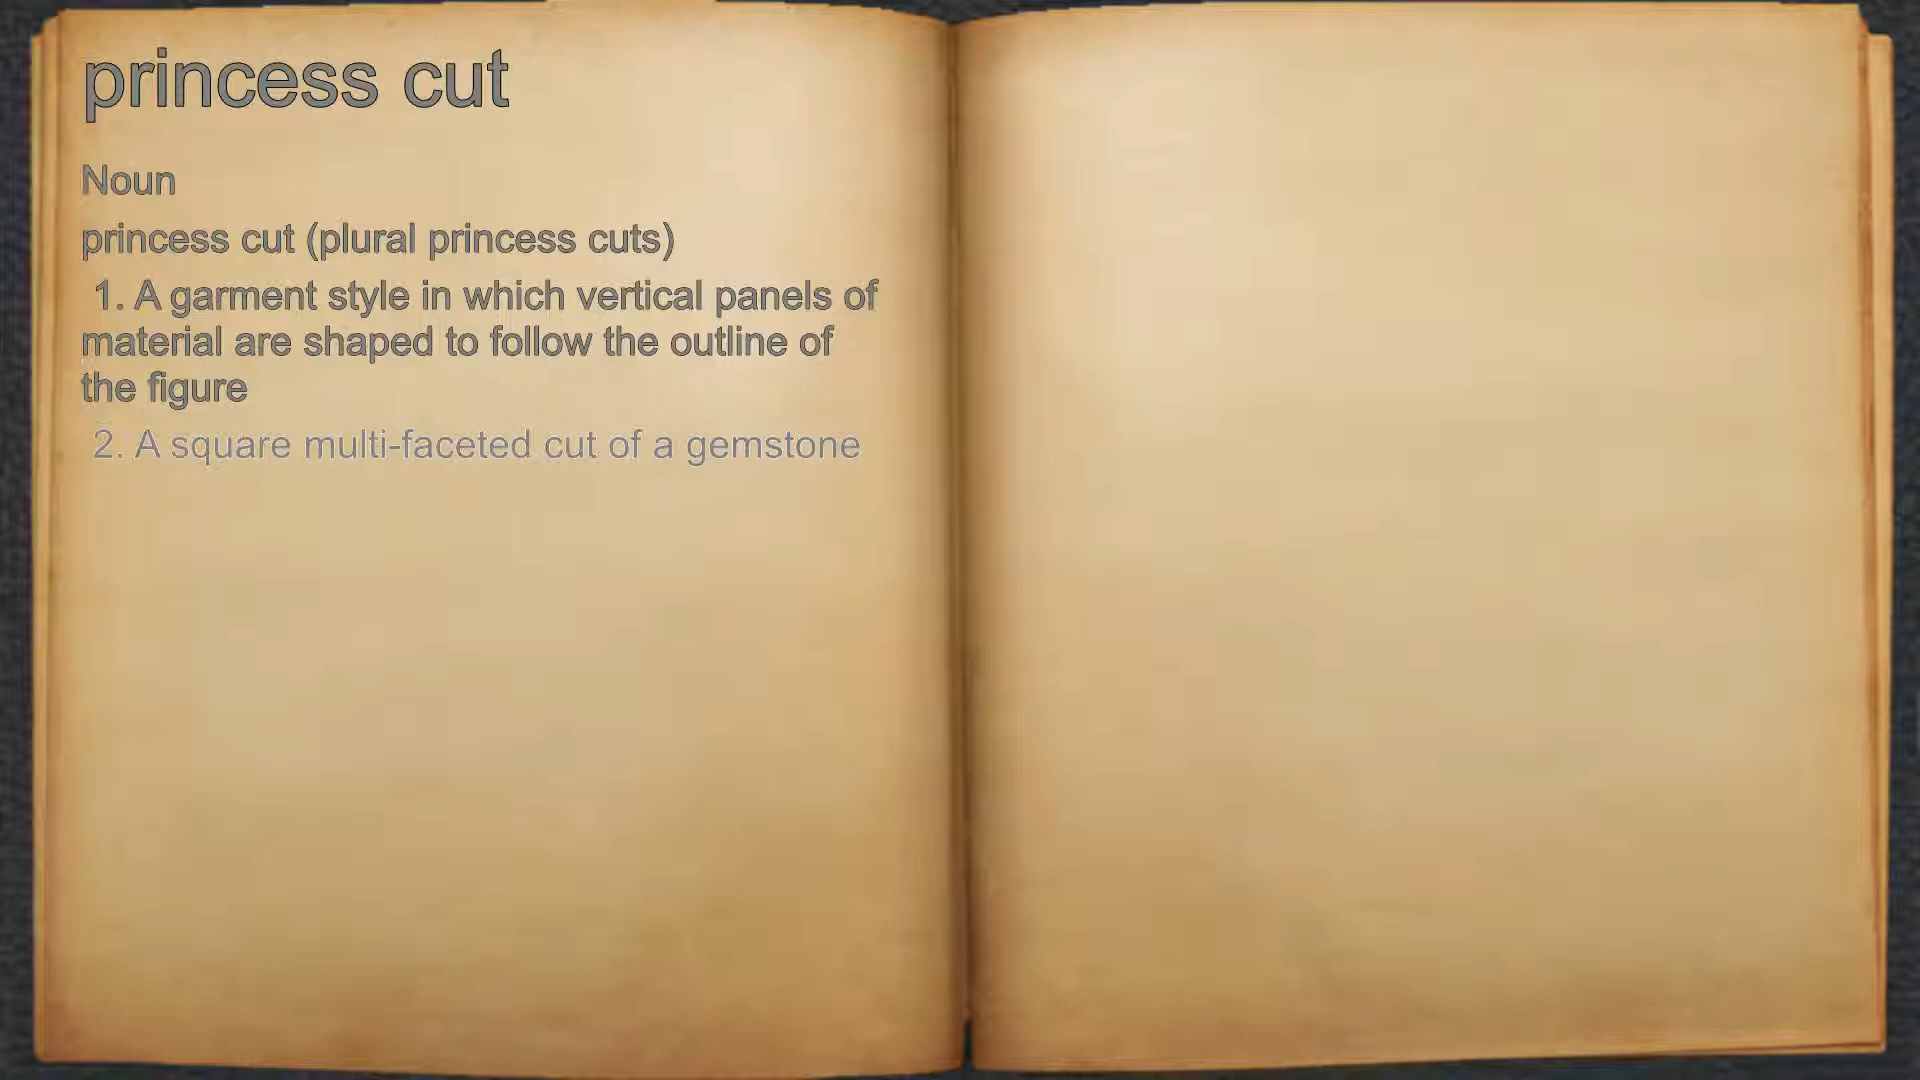 princess cut
Noun
princess cut (plural princess cuts)
1. A garment style in which vertical panels of
material are shaped to follow the outline of
the figure
2. A square multi-faceted cut of a gemstone